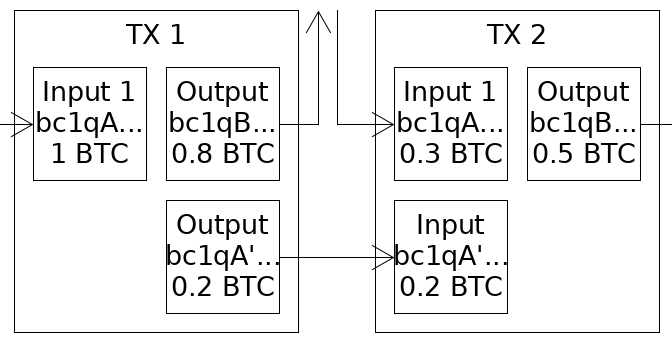 TX 1
Input 1
bc1qA...
1 BTC
Output
bc1qB...
0.8 BTC
Output
bc1qA'...
0.2 BTC
TX 2
Input 1
bc1qA...
0.3 BTC
Output
bc1qB...
0.5 BTC
Input
bc1qA'...
0.2 BTC